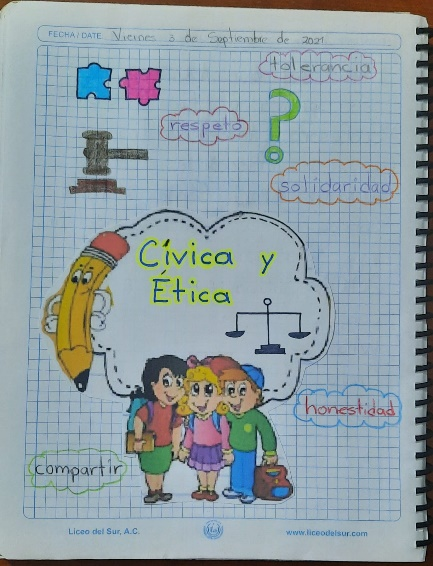 FECHA / DATE Viernes 3 de Septiembre de 2021
tolerancia
respeto
?
solidaridad
Cívica y
Ética
honestidad
compartir
Liceo del Sur, A.C.
www.liceodelsur.com